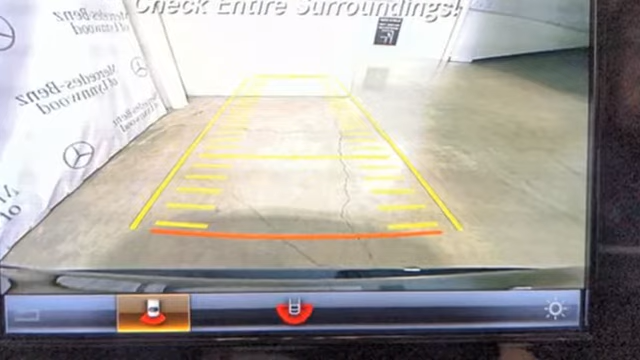 Check Entire Surroundings!
Mercedes-Benz
of Lynnwood
Mercedes-Benz
of Lynnwood